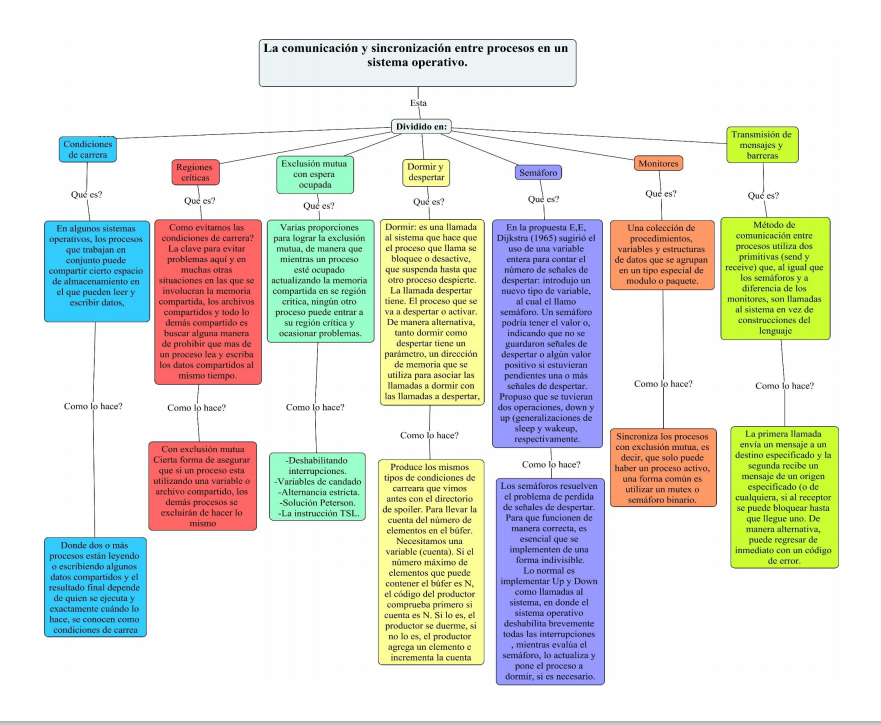 La comunicación y sincronización entre procesos en un
sistema operativo.
Esta
Dividido en:
Condiciones
de carrera
Qué es?
En algunos sistemas
operativos, los procesos
que trabajan en
conjunto puede
compartir cierto espacio
de almacenamiento en
el que pueden leer y
escribir datos,
Como lo hace?
Donde dos o más
procesos están leyendo
o escribiendo algunos
datos compartidos y el
resultado final depende
de quien se ejecuta y
exactamente cuándo lo
hace, se conocen como
condiciones de carrea
Regiones
críticas
Qué es?
Como evitamos las
condiciones de carrera?
La clave para evitar
problemas aquí y en
muchas otras
situaciones en las que se
involucran la memoria
compartida, los archivos
compartidos y todo lo
demás compartido es
buscar alguna manera
de prohibir que mas de
un proceso lea y escriba
los datos compartidos al
mismo tiempo.
Como lo hace?
Con exclusión mutua
Cierta forma de asegurar
que si un proceso esta
utilizando una variable o
archivo compartido, los
demás procesos se
excluirán de hacer lo
mismo
Exclusión mutua
con espera
ocupada
Qué es?
Varias proporciones
para lograr la exclusión
mutua, de manera que
mientras un proceso
esté ocupado
actualizando la memoria
compartida en se región
critica, ningún otro
proceso puede entrar a
su región crítica y
ocasionar problemas.
Como lo hace?
-Deshabilitando
interrupciones.
-Variables de candado
-Alternancia estricta.
-Solución Peterson.
-La instrucción TSL.
Dormir y
despertar
Qué es?
Dormir: es una llamada
al sistema que hace que
el proceso que llama se
bloquee o desactive,
que suspenda hasta que
otro proceso despierte.
La llamada despertar
tiene. El proceso que se
va a despertar o activar.
De manera alternativa,
tanto dormir como
despertar tiene un
parámetro, un dirección
de memoria que se
utiliza para asociar las
llamadas a dormir con
las llamadas a despertar,
Como lo hace?
Produce los mismos
tipos de condiciones de
carreara que vimos
antes con el directorio
de spoiler. Para llevar la
cuenta del número de
elementos en el búfer.
Necesitamos una
variable (cuenta). Si el
número máximo de
elementos que puede
contener el búfer es N,
el código del productor
comprueba primero si
cuenta es N. Si lo es, el
productor se duerme, si
no lo es, el productor
agrega un elemento e
incrementa la cuenta
Semáforo
Qué es?
En la propuesta E,E,
Dijkstra (1965) sugirió el
uso de una variable
entera para contar el
número de señales de
despertar: introdujo un
nuevo tipo de variable,
al cual el llamo
semáforo. Un semáforo
podría tener el valor o,
indicando que no se
guardaron señales de
despertar o algún valor
positivo si estuvieran
pendientes una o más
señales de despertar.
Propuso que se tuvieran
dos operaciones, down y
up (generalizaciones de
sleep y wakeup,
respectivamente.
Como lo hace?
Los semáforos resuelven
el problema de perdida
de señales de despertar.
Para que funcionen de
manera correcta, es
esencial que se
implementen de una
forma indivisible.
Lo normal es
implementar Up y Down
como llamadas al
sistema, en donde el
sistema operativo
deshabilita brevemente
todas las interrupciones
, mientras evalúa el
semáforo, lo actualiza y
pone el proceso a
dormir, si es necesario.
Monitores
Qué es?
Una colección de
procedimientos,
variables y estructuras
de datos que se agrupan
en un tipo especial de
modulo o paquete.
Como lo hace?
Sincroniza los procesos
con exclusión mutua, es
decir, que solo puede
haber un proceso activo,
una forma común es
utilizar un mutex o
semáforo binario.
Transmisión de
mensajes y
barreras
Qué es?
Método de
comunicación entre
procesos utiliza dos
primitivas (send y
receive) que, al igual que
los semáforos y a
diferencia de los
monitores, son llamadas
al sistema en vez de
construcciones del
lenguaje
Como lo hace?
La primera llamada
envía un mensaje a un
destino especificado y la
segunda recibe un
mensaje de un origen
especificado (o de
cualquiera, si al receptor
se puede bloquear hasta
que llegue uno. De
manera alternativa,
puede regresar de
inmediato con un código
de error.